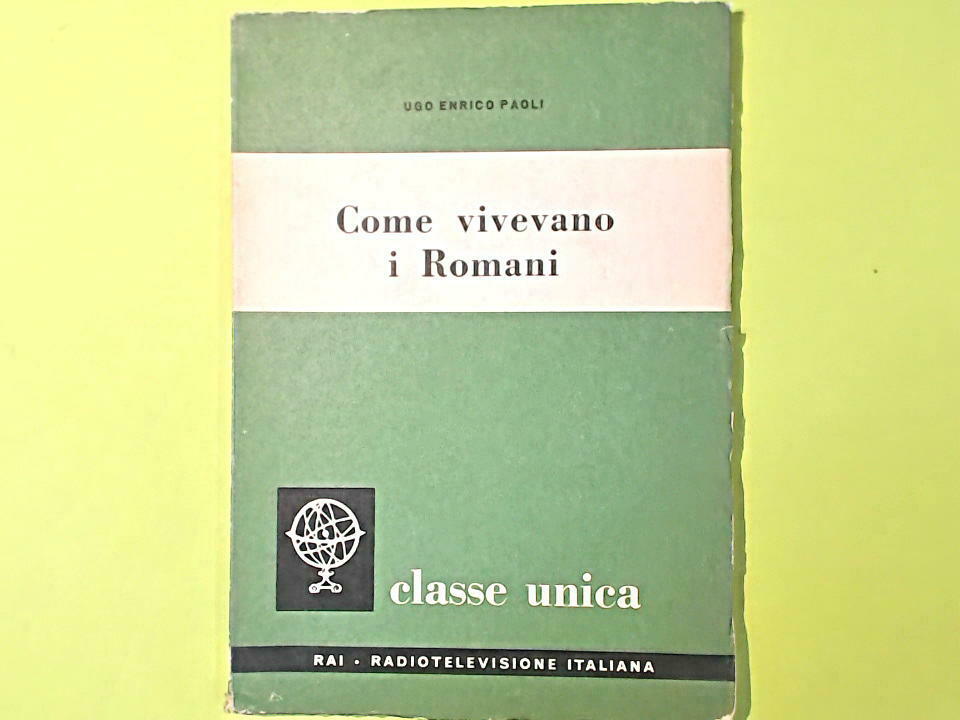 UGO ENRICO PAOLI
Come vivevano
i Romani
classe unica
RAI • RADIOTELEVISIONE ITALIANA